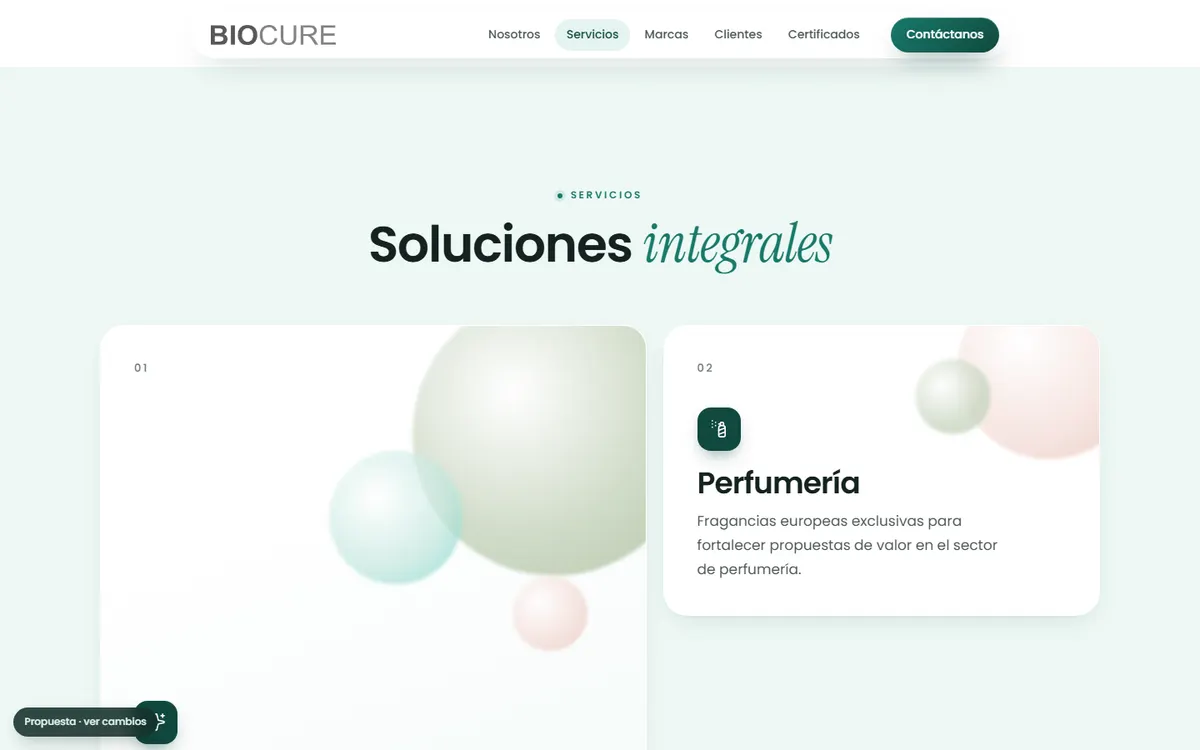 BIOCURE
Nosotros
Servicios
Marcas
Clientes
Certificados
Contáctanos
SERVICIOS
Soluciones integrales
01
02
Perfumería
Fragancias europeas exclusivas para
fortalecer propuestas de valor en el sector
de perfumería.
Propuesta · ver cambios